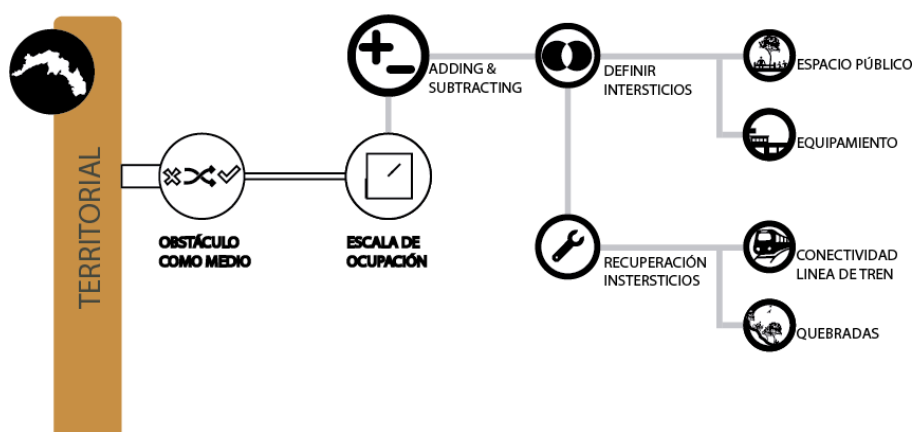 TERRITORIAL
OBSTÁCULO
COMO MEDIO
ESCALA DE
OCUPACIÓN
ADDING &
SUBTRACTING
DEFINIR
INTERSTICIOS
ESPACIO PÚBLICO
EQUIPAMIENTO
RECUPERACIÓN
INSTERSTICIOS
CONECTIVIDAD
LINEA DE TREN
QUEBRADAS